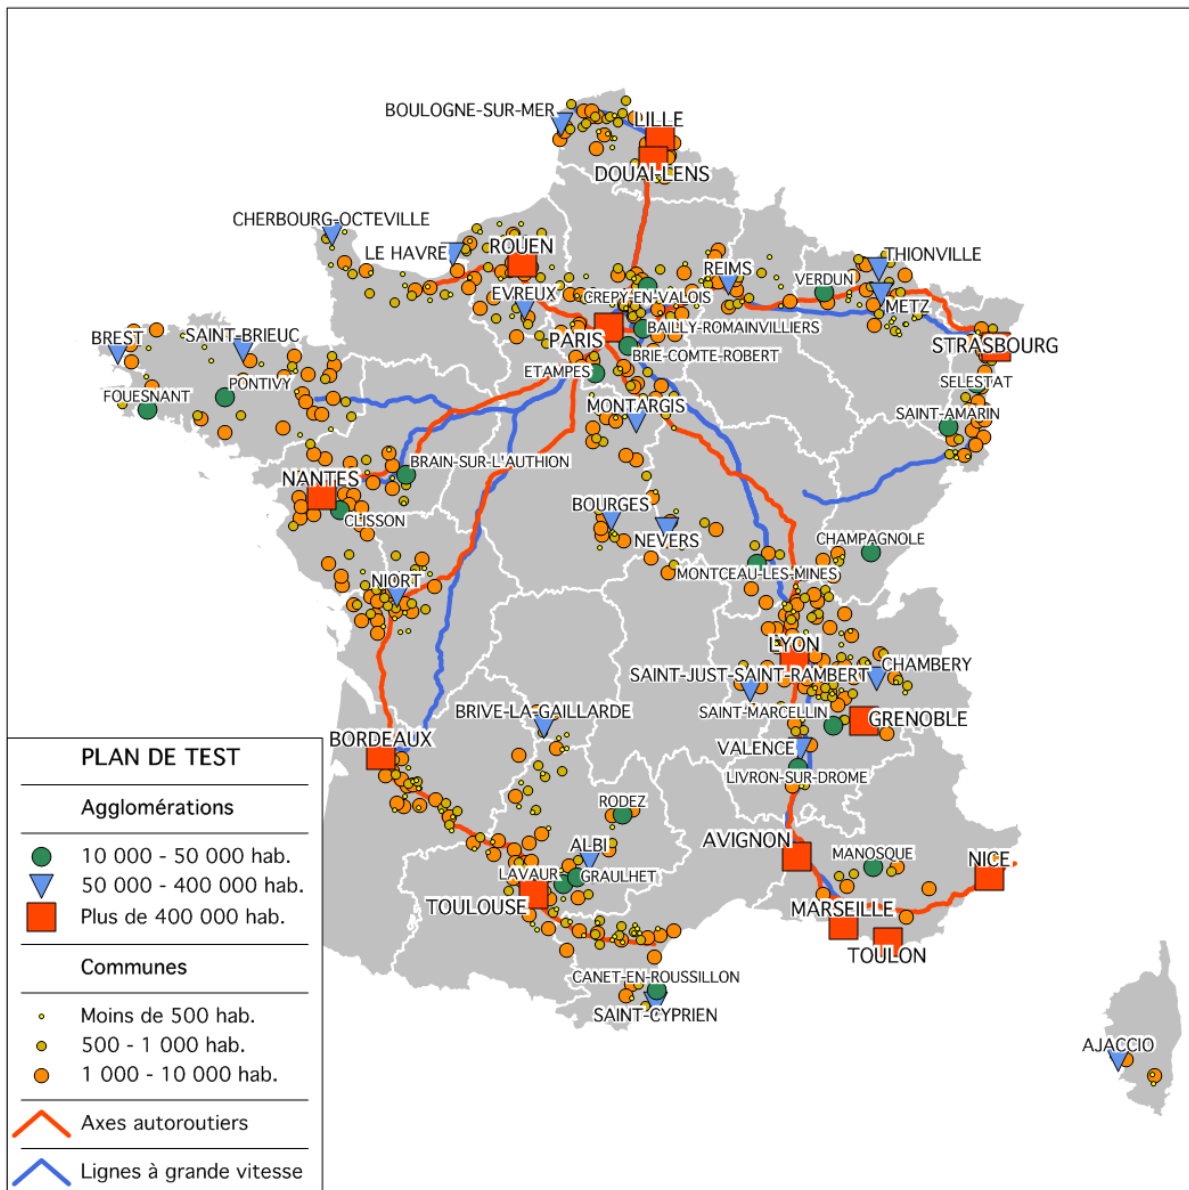 BOULOGNE-SUR-MER
LILLE
DOUAI-LENS
CHERBOURG-OCTEVILLE
LE HAVRE
ROUEN
THIONVILLE
REIMS
VERDUN
EVREUX
CREPY-EN-VALOIS
METZ
BAILLY-ROMAINVILLIERS
BREST
SAINT-BRIEUC
PARIS
STRASBOURG
BRIE-COMTE-ROBERT
ETAMPES
PONTIVY
SELESTAT
FOUESNANT
MONTARGIS
SAINT-AMARIN
BRAIN-SUR-L'AUTHION
NANTES
BOURGES
CLISSON
NEVERS
CHAMPAGNOLE
MONTCEAU-LES-MINES
NIORT
LYON
CHAMBERY
SAINT-JUST-SAINT-RAMBERT
BRIVE-LA-GAILLARDE
SAINT-MARCELLIN
GRENOBLE
BORDEAUX
VALENCE
LIVRON-SUR-DROME
RODEZ
AVIGNON
ALBI
MANOSQUE
NICE
LAVAUR
GRAULHET
TOULOUSE
MARSEILLE
TOULON
CANET-EN-ROUSSILLON
SAINT-CYPRIEN
AJACCIO
PLAN DE TEST
Agglomérations
10 000 - 50 000 hab.
50 000 - 400 000 hab.
Plus de 400 000 hab.
Communes
Moins de 500 hab.
500 - 1 000 hab.
1 000 - 10 000 hab.
Axes autoroutiers
Lignes à grande vitesse